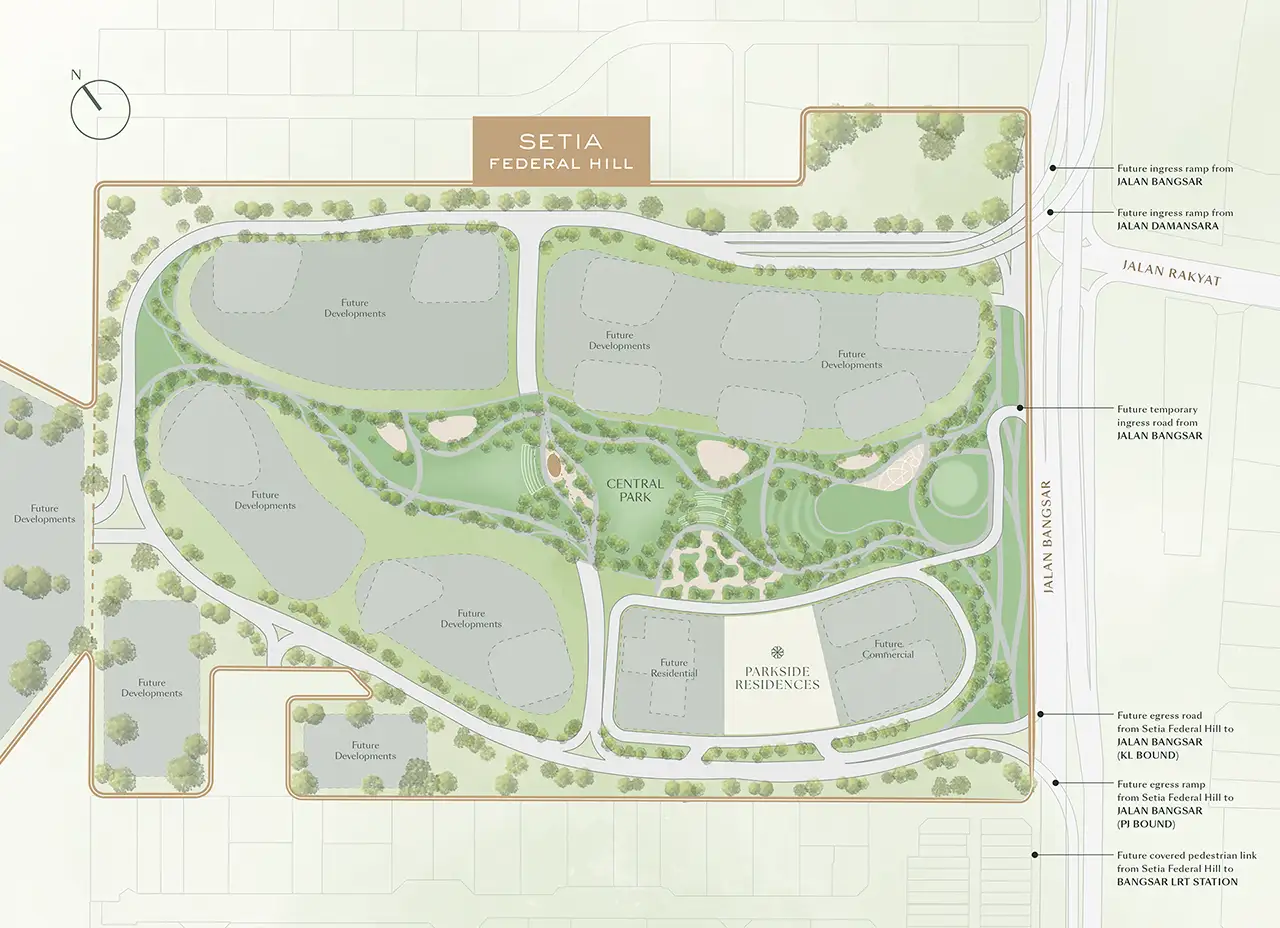 N
SETIA
FEDERAL HILL
Future ingress ramp from
JALAN BANGSAR
Future ingress ramp from
JALAN DAMANSARA
JALAN RAKYAT
Future
Developments
Future
Developments
Future
Developments
Future temporary
ingress road from
JALAN BANGSAR
CENTRAL
PARK
Future
Developments
Future
Developments
JALAN BANGSAR
Future
Developments
Future
Residential
PARKSIDE
RESIDENCES
Future
Commercial
Future
Developments
Future
Developments
Future egress road
from Setia Federal Hill to
JALAN BANGSAR
(KL BOUND)
Future egress ramp
from Setia Federal Hill to
JALAN BANGSAR
(PJ BOUND)
Future covered pedestrian link
from Setia Federal Hill to
BANGSAR LRT STATION